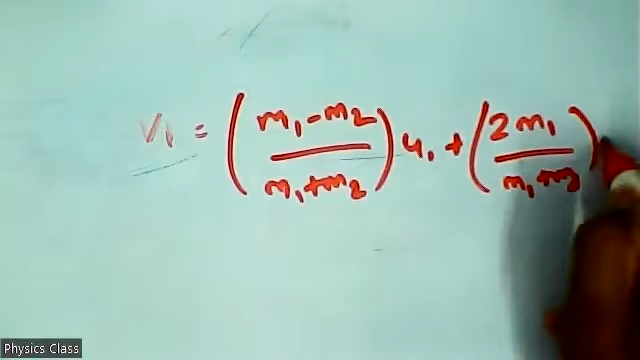 v₁ = (m₁-m₂ / m₁+m₂) u₁ + (2m₁ / m₁+m₂)
Physics Class